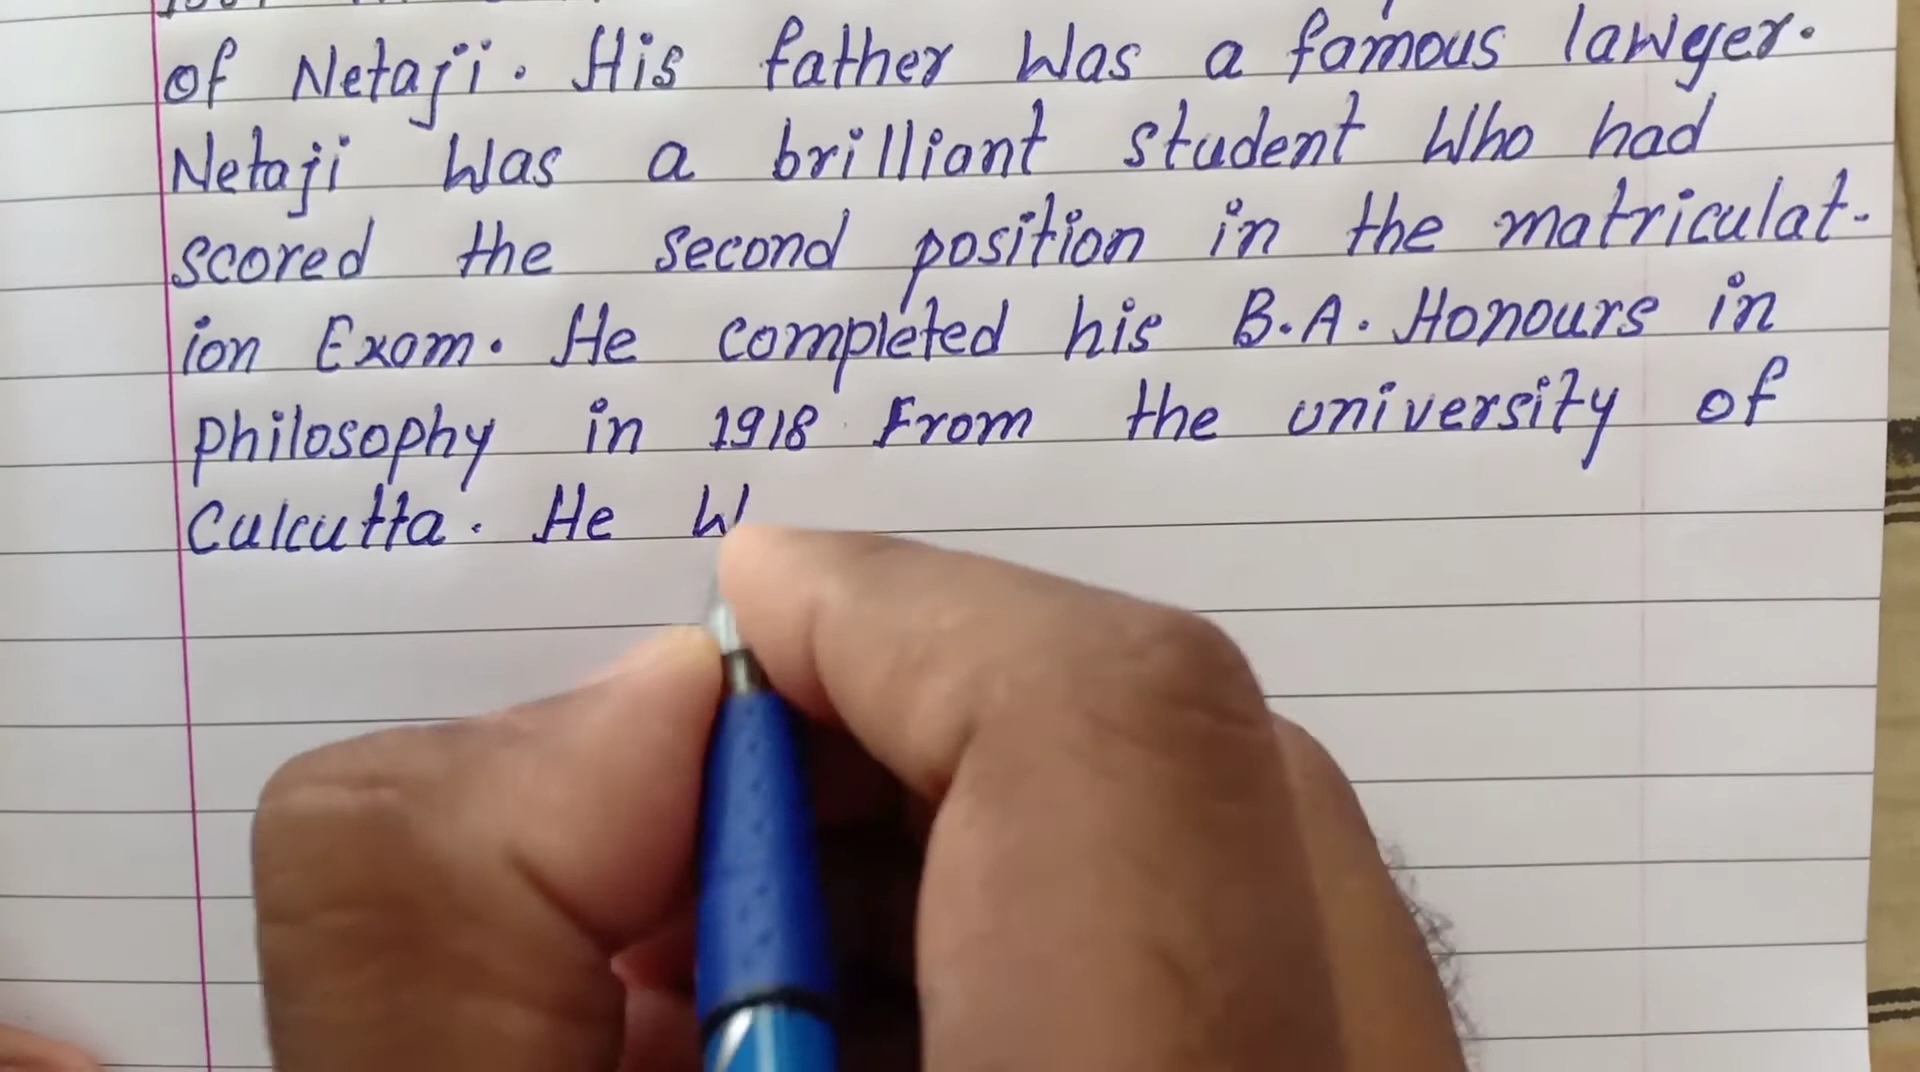 of Netaji. His father Was a famous lawyer.
Netaji Was a brilliant student Who had
scored the second position in the matriculat-
ion Exam. He completed his B.A. Honours in
philosophy in 1918 From the university of
Culcutta. He W